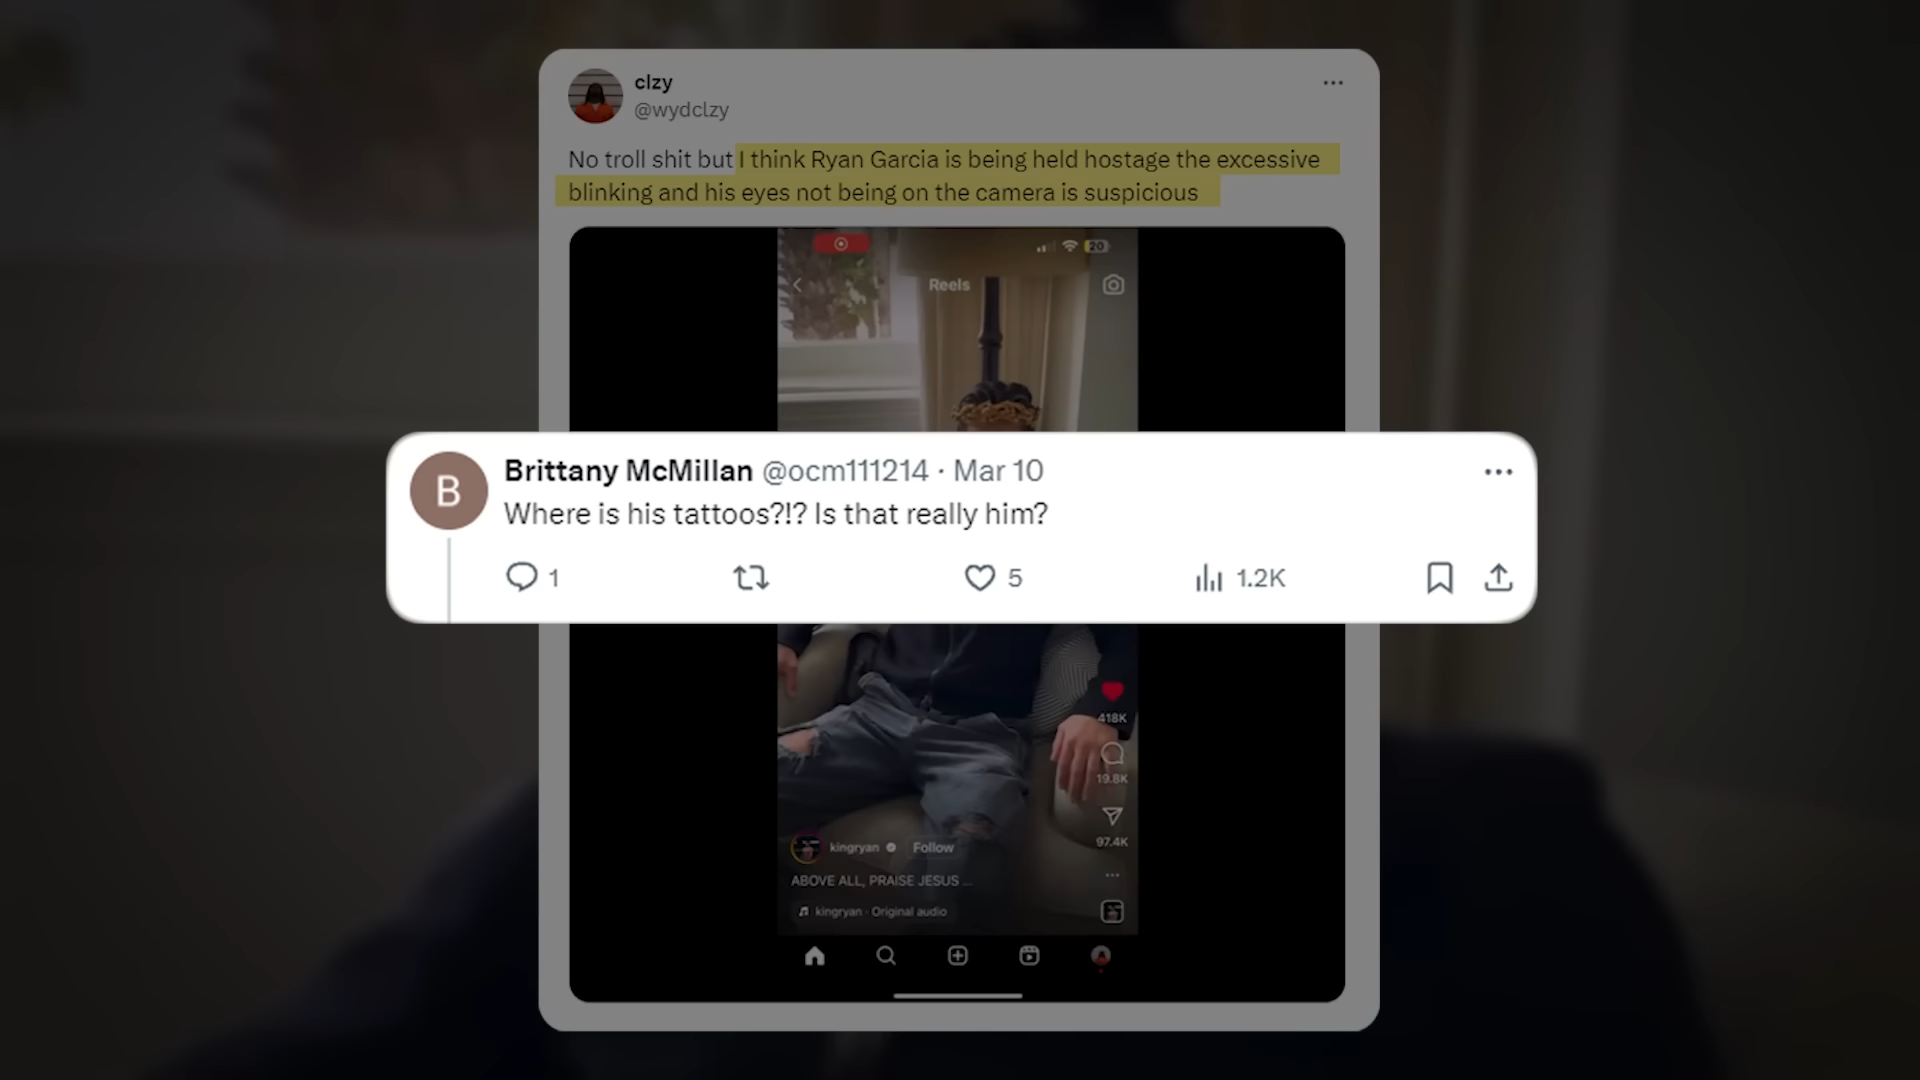 clzy
@wydclzy
No troll shit but I think Ryan Garcia is being held hostage the excessive
blinking and his eyes not being on the camera is suspicious
20
Reels
Brittany McMillan @ocm111214 · Mar 10
B
Where is his tattoos?!? Is that really him?
1
5
1.2K
418K
19.8K
97.4K
kingryan
Follow
ABOVE ALL, PRAISE JESUS ...
kingryan · Original audio